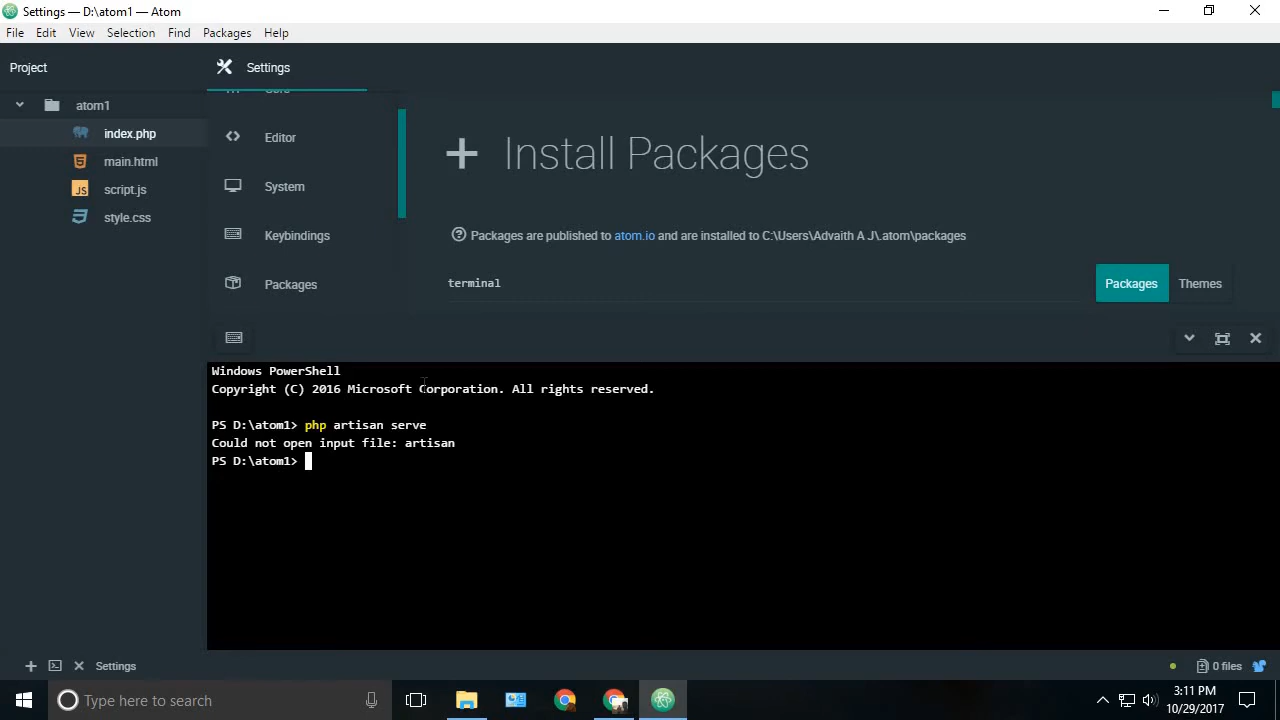 Settings — D:\atom1 — Atom
File Edit View Selection Find Packages Help
Project
Settings
atom1
index.php
main.html
JS script.js
style.css
Core
Editor
System
Keybindings
Packages
Install Packages
Packages are published to atom.io and are installed to C:\Users\Advaith A J\.atom\packages
terminal
Packages Themes
Windows PowerShell
Copyright (C) 2016 Microsoft Corporation. All rights reserved.
PS D:\atom1> php artisan serve
Could not open input file: artisan
PS D:\atom1>
Settings
0 files
Type here to search
3:11 PM
10/29/2017